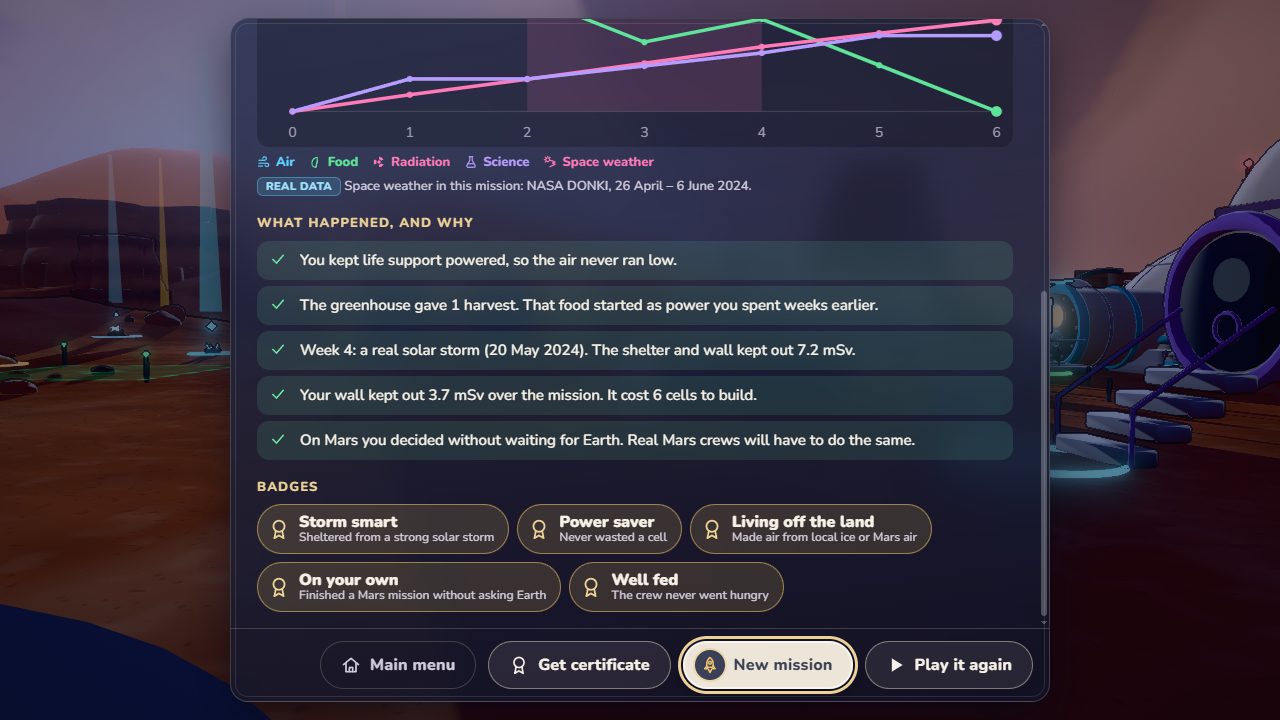 0 1 2 3 4 5 6
Air Food Radiation Science Space weather
REAL DATA Space weather in this mission: NASA DONKI, 26 April – 6 June 2024.
WHAT HAPPENED, AND WHY
You kept life support powered, so the air never ran low.
The greenhouse gave 1 harvest. That food started as power you spent weeks earlier.
Week 4: a real solar storm (20 May 2024). The shelter and wall kept out 7.2 mSv.
Your wall kept out 3.7 mSv over the mission. It cost 6 cells to build.
On Mars you decided without waiting for Earth. Real Mars crews will have to do the same.
BADGES
Storm smart
Sheltered from a strong solar storm
Power saver
Never wasted a cell
Living off the land
Made air from local ice or Mars air
On your own
Finished a Mars mission without asking Earth
Well fed
The crew never went hungry
Main menu Get certificate New mission Play it again